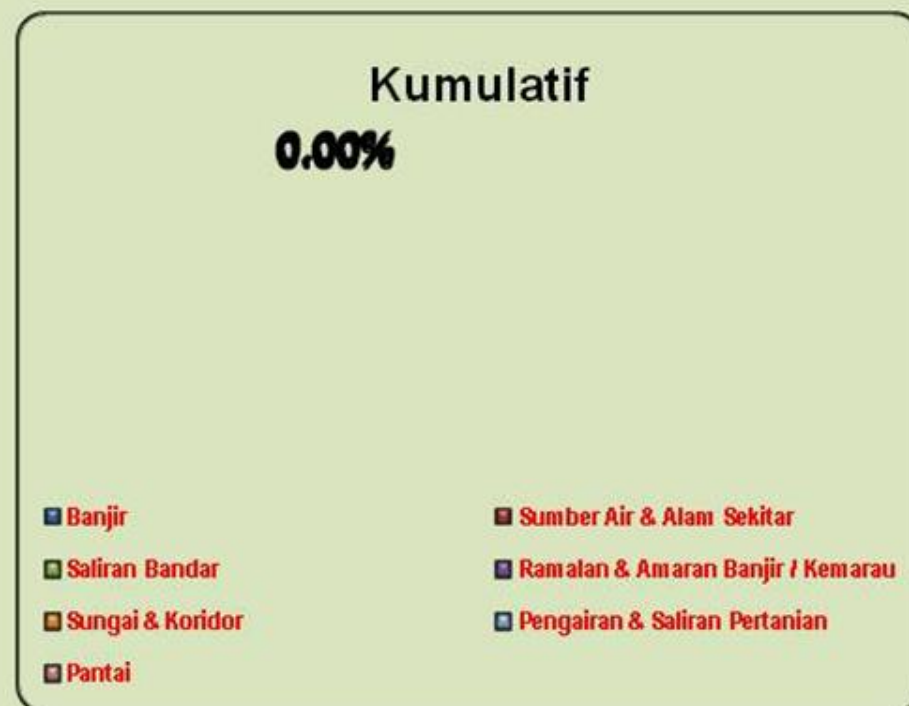 Kumulatif
0.00%
Banjir
Sumber Air & Alam Sekitar
Saliran Bandar
Ramalan & Amaran Banjir / Kemarau
Sungai & Koridor
Pengairan & Saliran Pertanian
Pantai